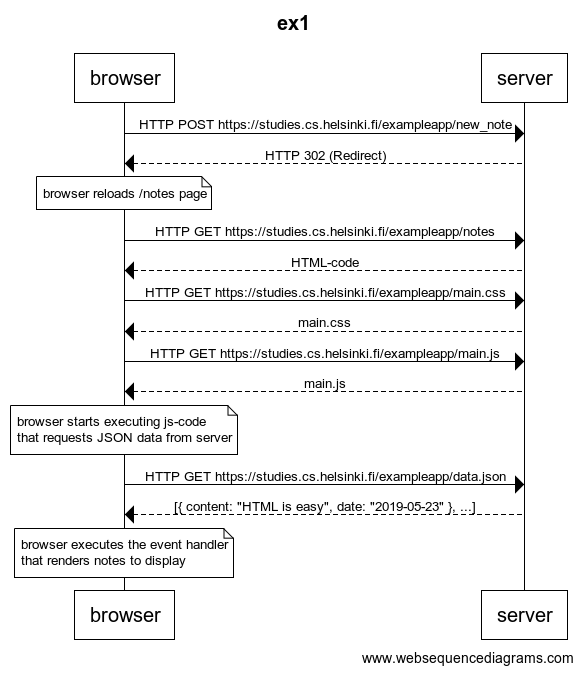 ex1
browser
server
HTTP POST https://studies.cs.helsinki.fi/exampleapp/new_note
HTTP 302 (Redirect)
browser reloads /notes page
HTTP GET https://studies.cs.helsinki.fi/exampleapp/notes
HTML-code
HTTP GET https://studies.cs.helsinki.fi/exampleapp/main.css
main.css
HTTP GET https://studies.cs.helsinki.fi/exampleapp/main.js
main.js
browser starts executing js-code
that requests JSON data from server
HTTP GET https://studies.cs.helsinki.fi/exampleapp/data.json
[{ content: "HTML is easy", date: "2019-05-23" }, ...]
browser executes the event handler
that renders notes to display
browser
server
www.websequencediagrams.com